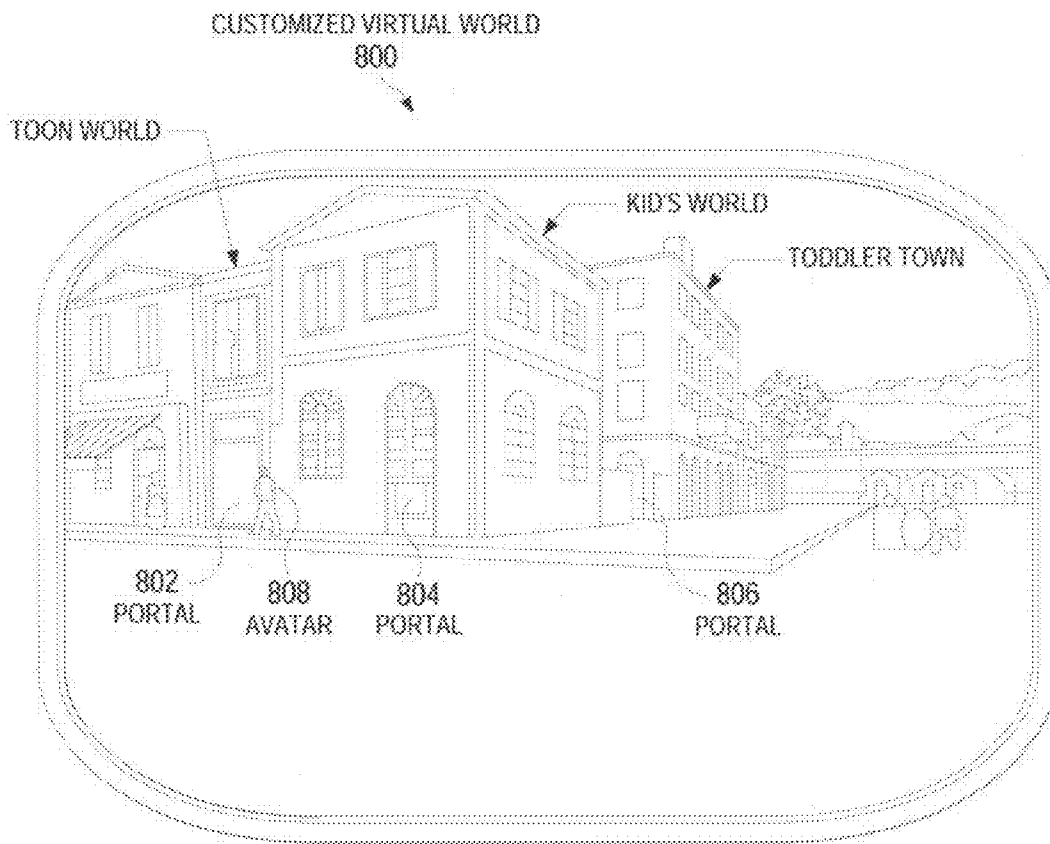 CUSTOMIZED VIRTUAL WORLD
800
TOON WORLD
KID'S WORLD
TODDLER TOWN
802
PORTAL
808
AVATAR
804
PORTAL
806
PORTAL